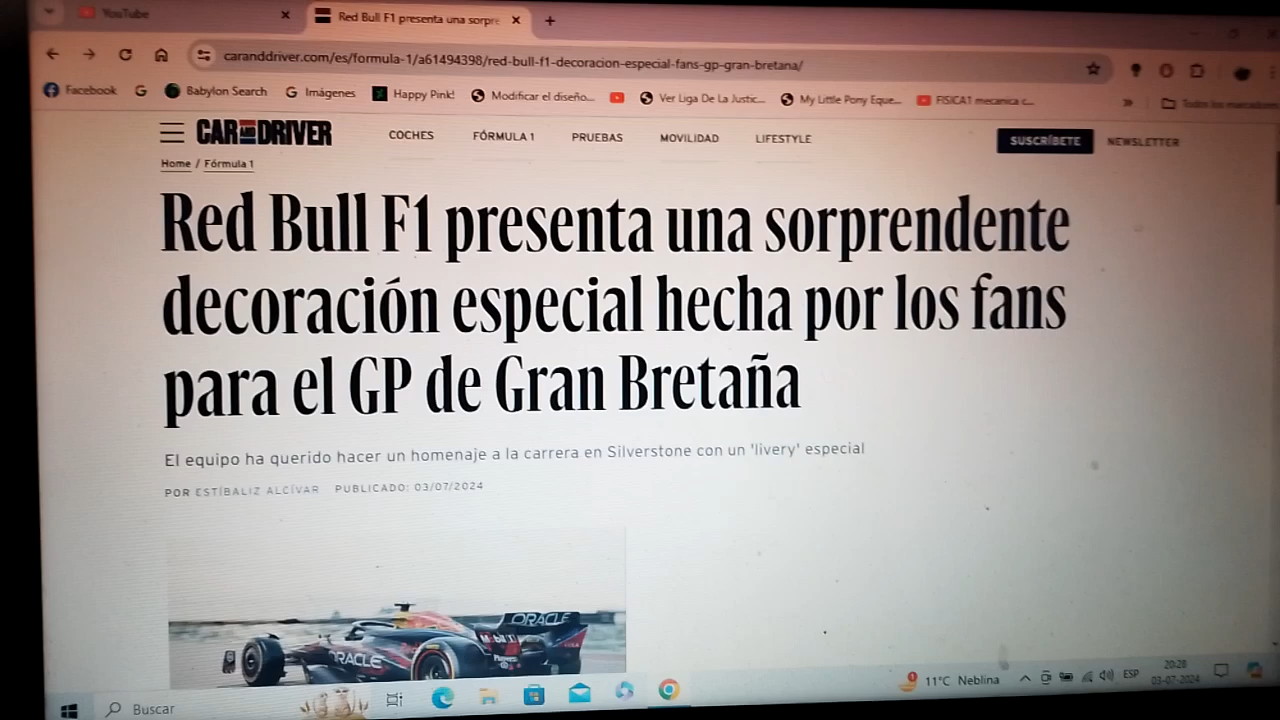 YouTube
Red Bull F1 presenta una sorpre
caranddriver.com/es/formula-1/a61494398/red-bull-f1-decoracion-especial-fans-gp-gran-bretana/
Facebook Babylon Search Imágenes Happy Pink! Modificar el diseño... Ver Liga De La Justic... My Little Pony Eque... FISICA1 mecanica c... » Todos los marcadores
CAR AND DRIVER COCHES FÓRMULA 1 PRUEBAS MOVILIDAD LIFESTYLE SUSCRÍBETE NEWSLETTER
Home / Fórmula 1
Red Bull F1 presenta una sorprendente
decoración especial hecha por los fans
para el GP de Gran Bretaña
El equipo ha querido hacer un homenaje a la carrera en Silverstone con un 'livery' especial
POR ESTÍBALIZ ALCÍVAR PUBLICADO: 03/07/2024
ORACLE
Mobil 1
ORACLE
Buscar
11°C Neblina
ESP
20:28
03-07-2024